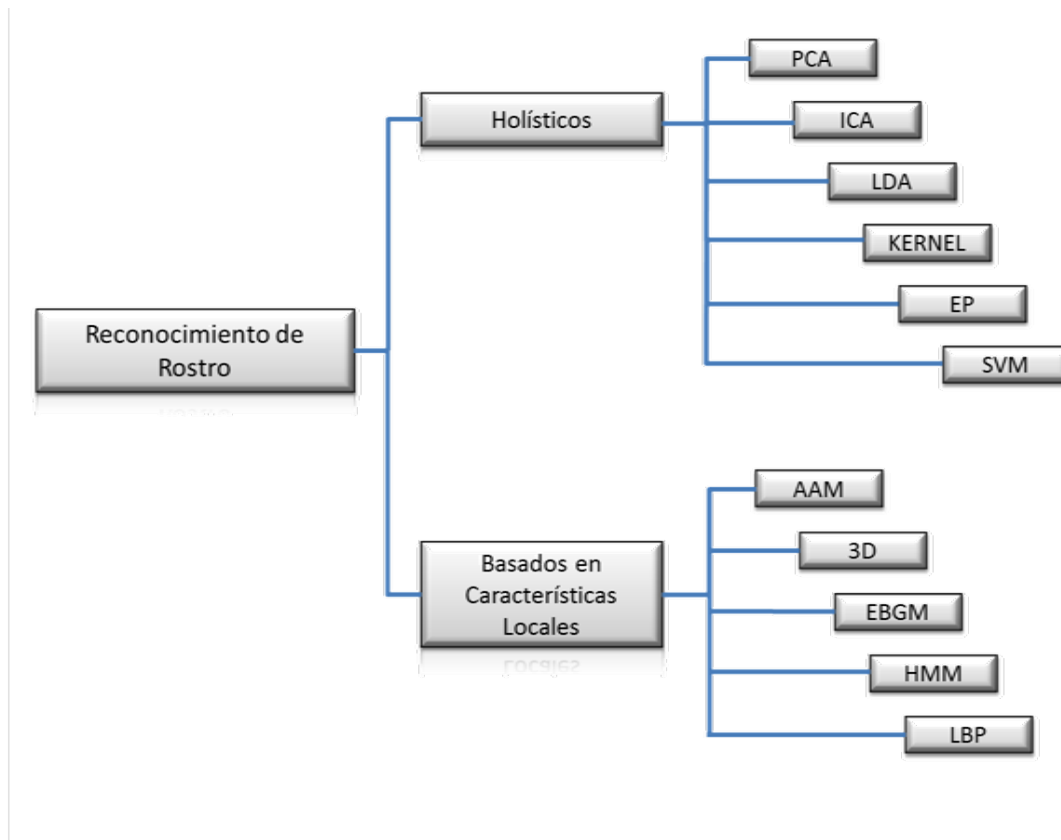 Reconocimiento de
Rostro
Holísticos
PCA
ICA
LDA
KERNEL
EP
SVM
Basados en
Características
Locales
AAM
3D
EBGM
HMM
LBP